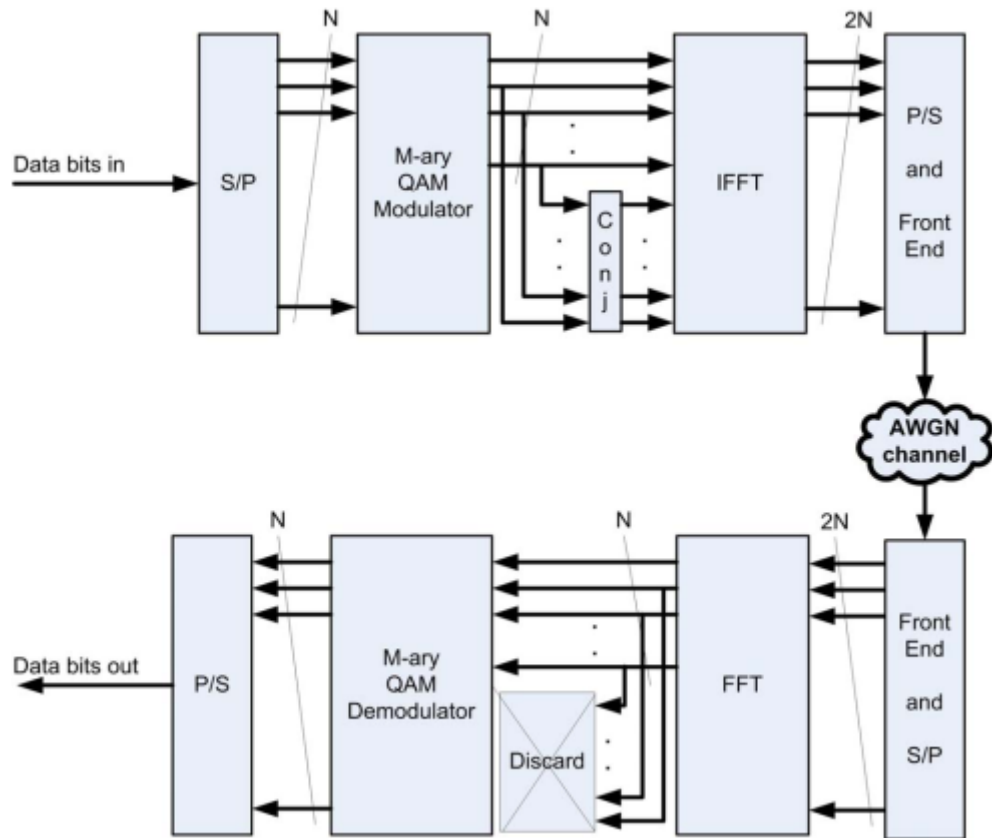 N
N
2N
Data bits in
S/P
M-ary
QAM
Modulator
C
o
n
j
IFFT
P/S
and
Front
End
AWGN
channel
N
N
2N
Data bits out
P/S
M-ary
QAM
Demodulator
Discard
FFT
Front
End
and
S/P